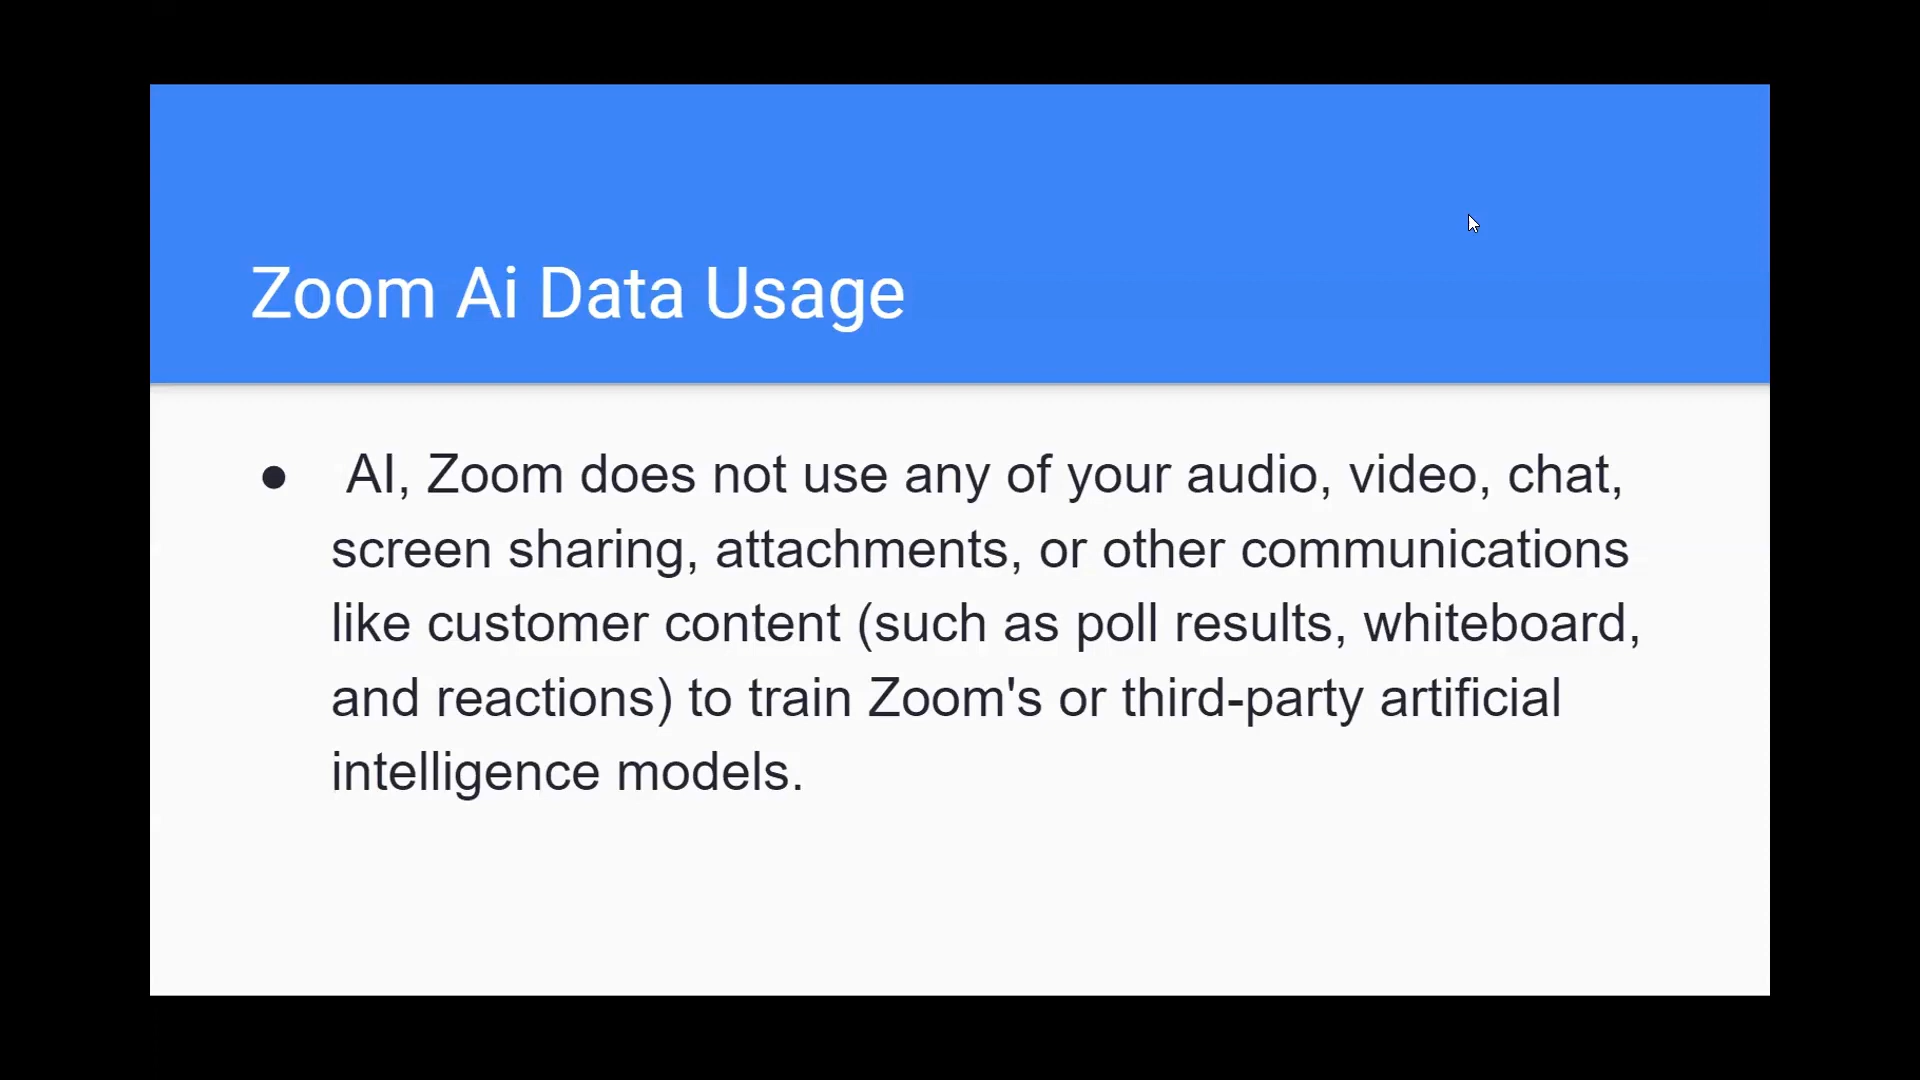 Zoom Ai Data Usage
● AI, Zoom does not use any of your audio, video, chat,
screen sharing, attachments, or other communications
like customer content (such as poll results, whiteboard,
and reactions) to train Zoom's or third-party artificial
intelligence models.